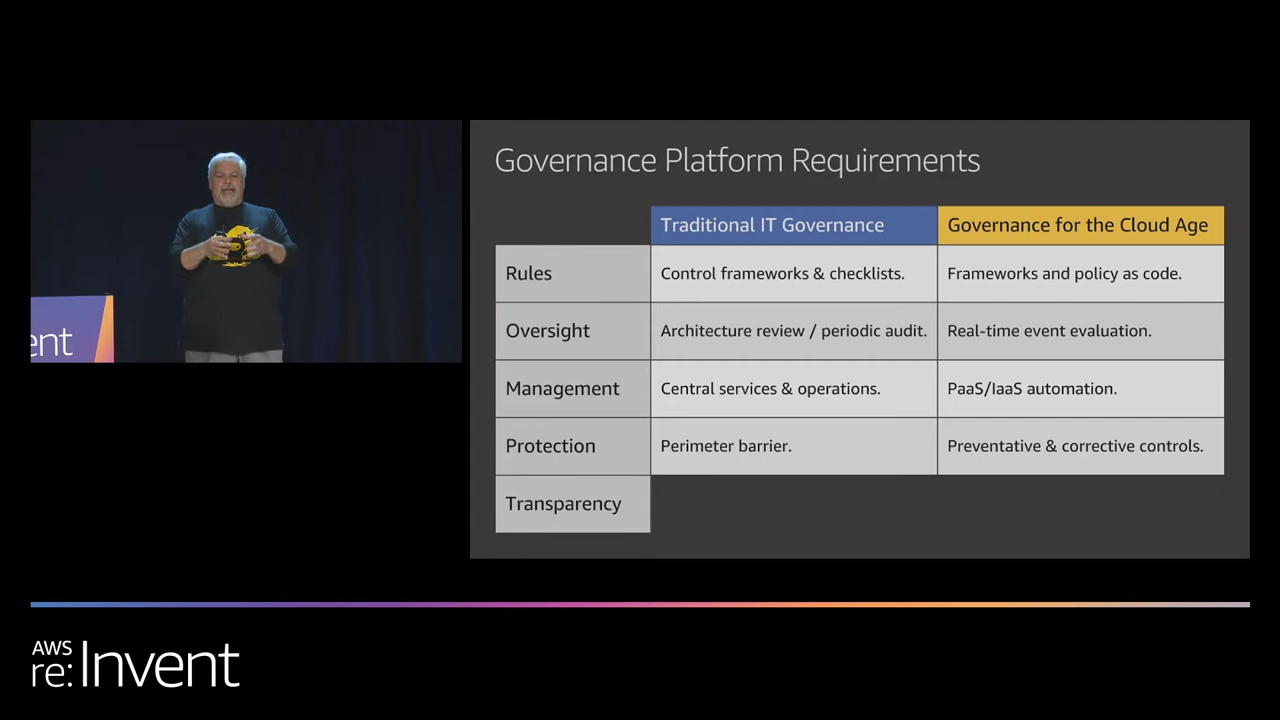 Governance Platform Requirements
Traditional IT Governance
Governance for the Cloud Age
Rules
Control frameworks & checklists.
Frameworks and policy as code.
Oversight
Architecture review / periodic audit.
Real-time event evaluation.
Management
Central services & operations.
PaaS/IaaS automation.
Protection
Perimeter barrier.
Preventative & corrective controls.
Transparency
ent
AWS
re:Invent